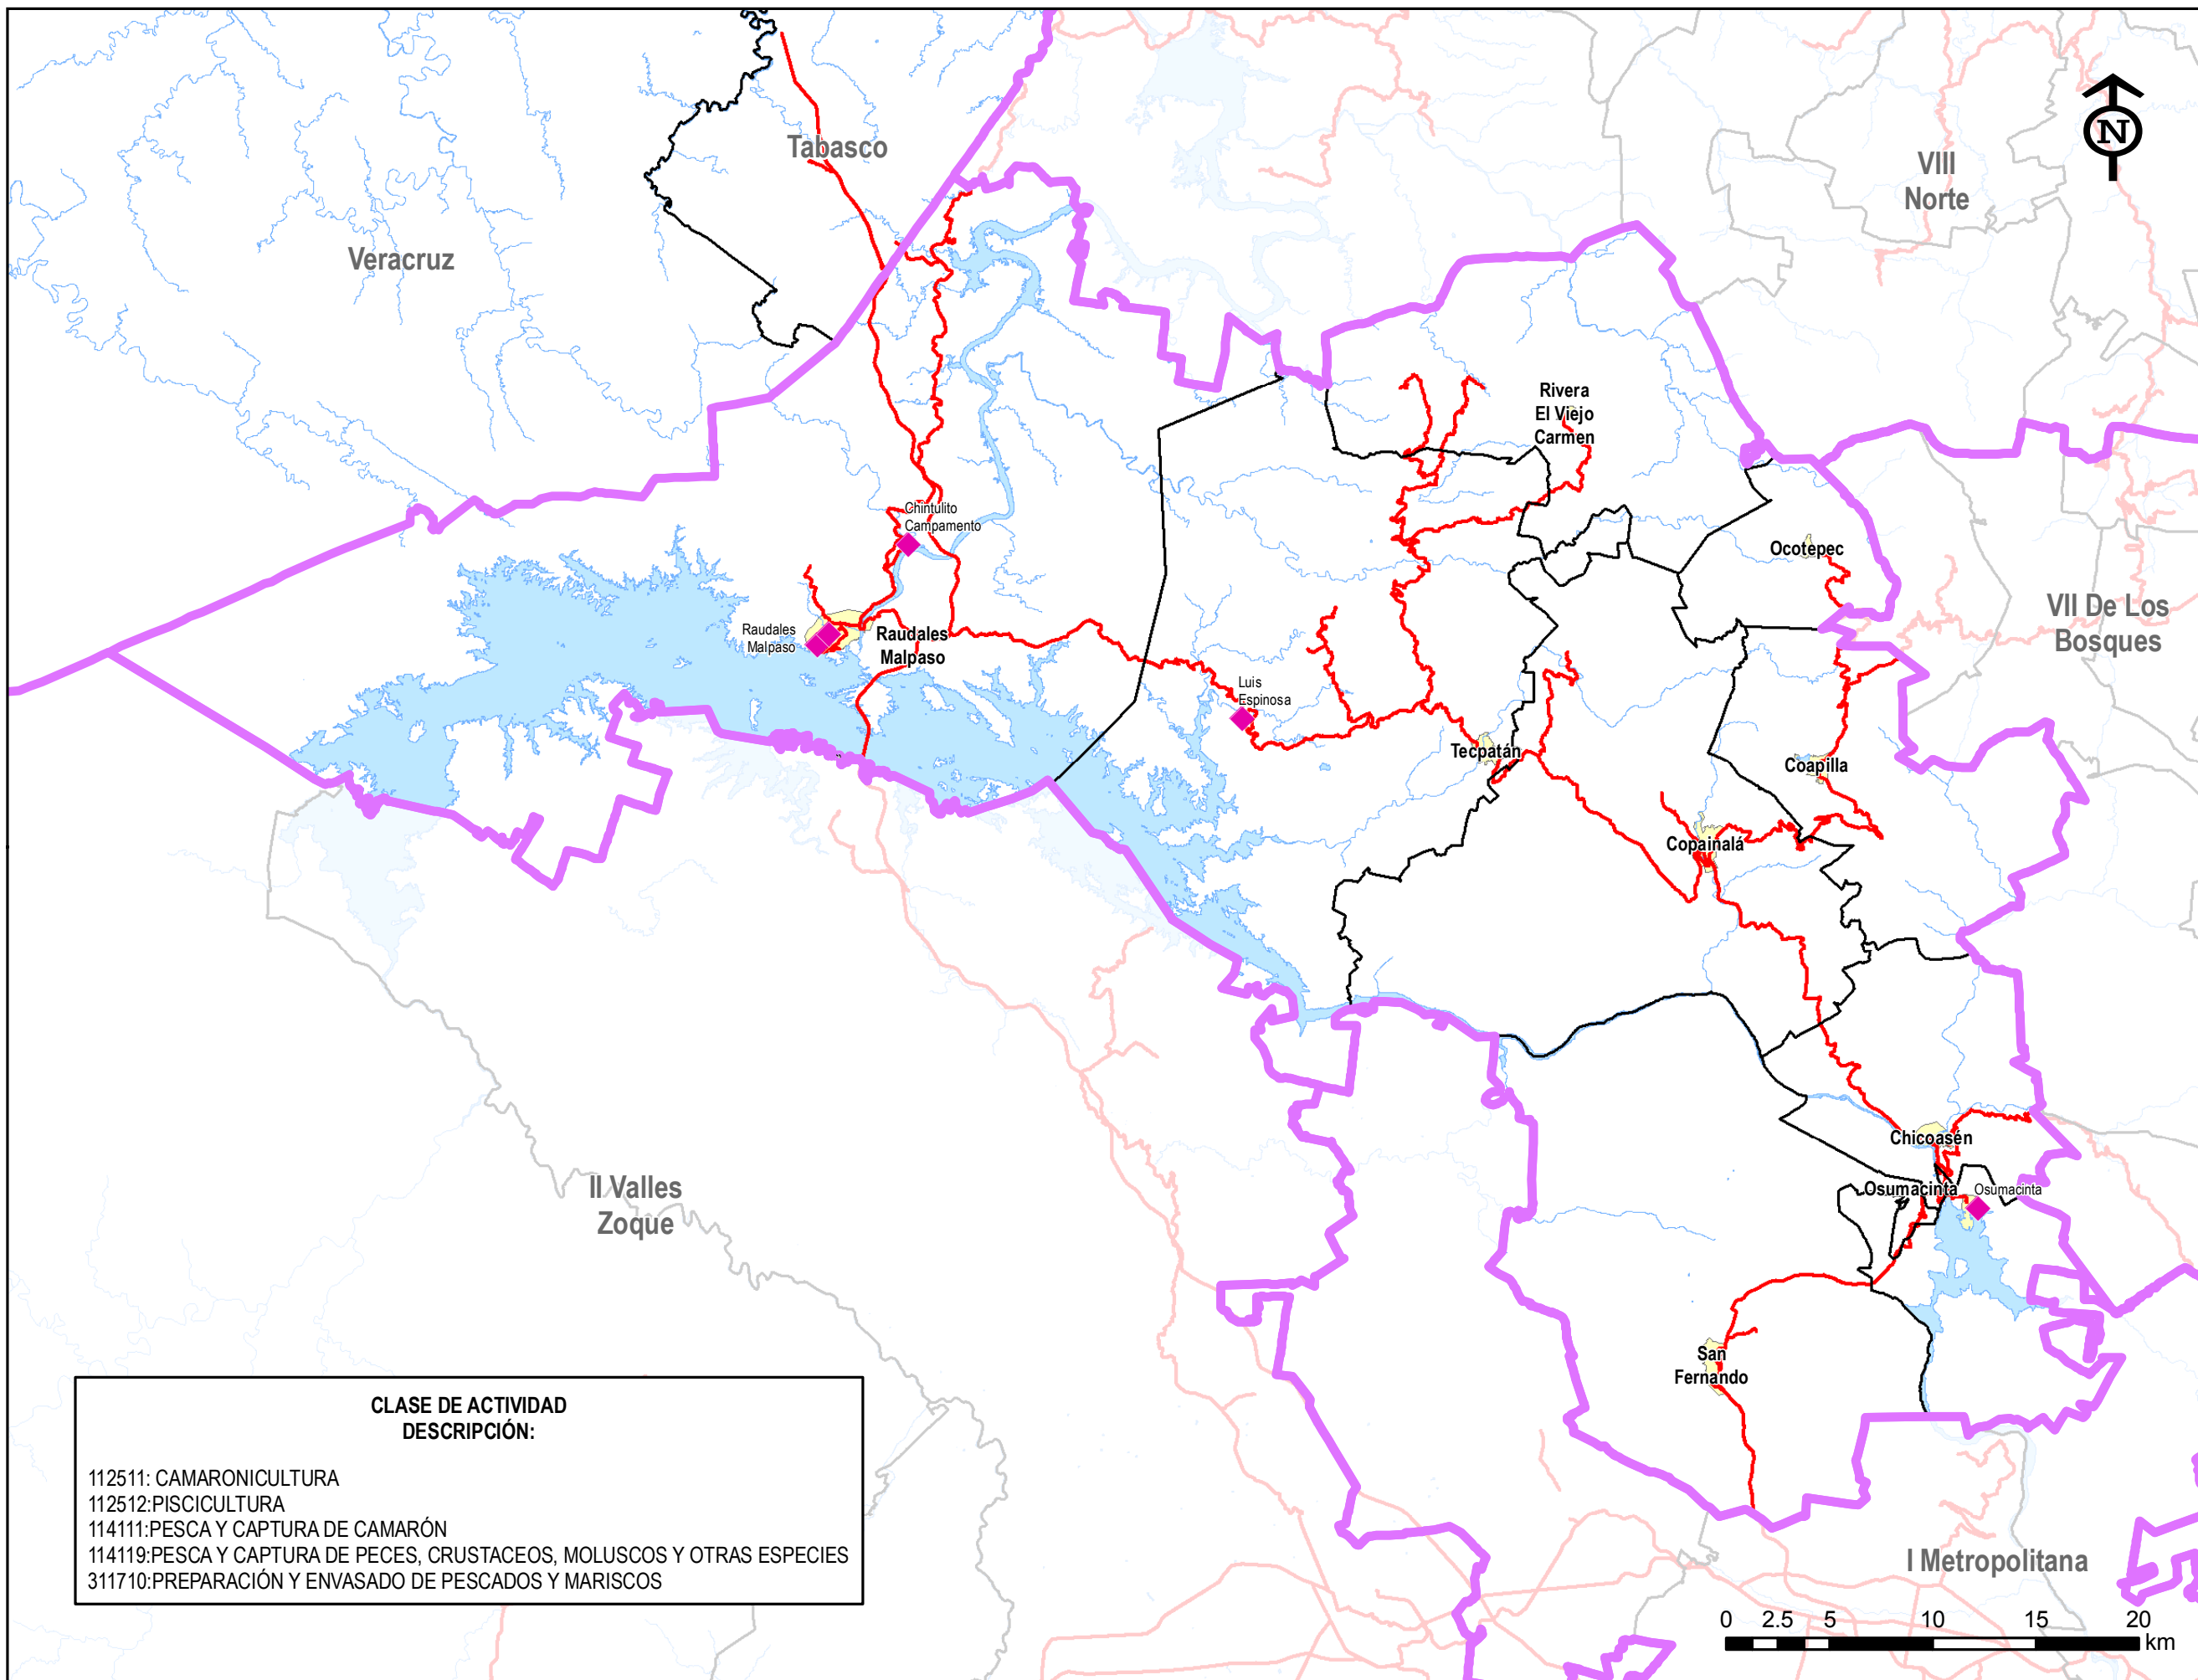 Tabasco
N
VIII
Norte
Veracruz
Rivera
El Viejo
Carmen
Chintulito
Campamento
Ocotepec
VII De Los
Bosques
Raudales
Malpaso
Raudales
Malpaso
Luis
Espinosa
Tecpatán
Coapilla
Copainalá
Chicoasén
II Valles
Zoque
Osumacinta
Osumacinta
San
Fernando
CLASE DE ACTIVIDAD
DESCRIPCIÓN:
112511: CAMARONICULTURA
112512:PISCICULTURA
114111:PESCA Y CAPTURA DE CAMARÓN
114119:PESCA Y CAPTURA DE PECES, CRUSTACEOS, MOLUSCOS Y OTRAS ESPECIES
311710:PREPARACIÓN Y ENVASADO DE PESCADOS Y MARISCOS
I Metropolitana
0 2.5 5 10 15 20
km